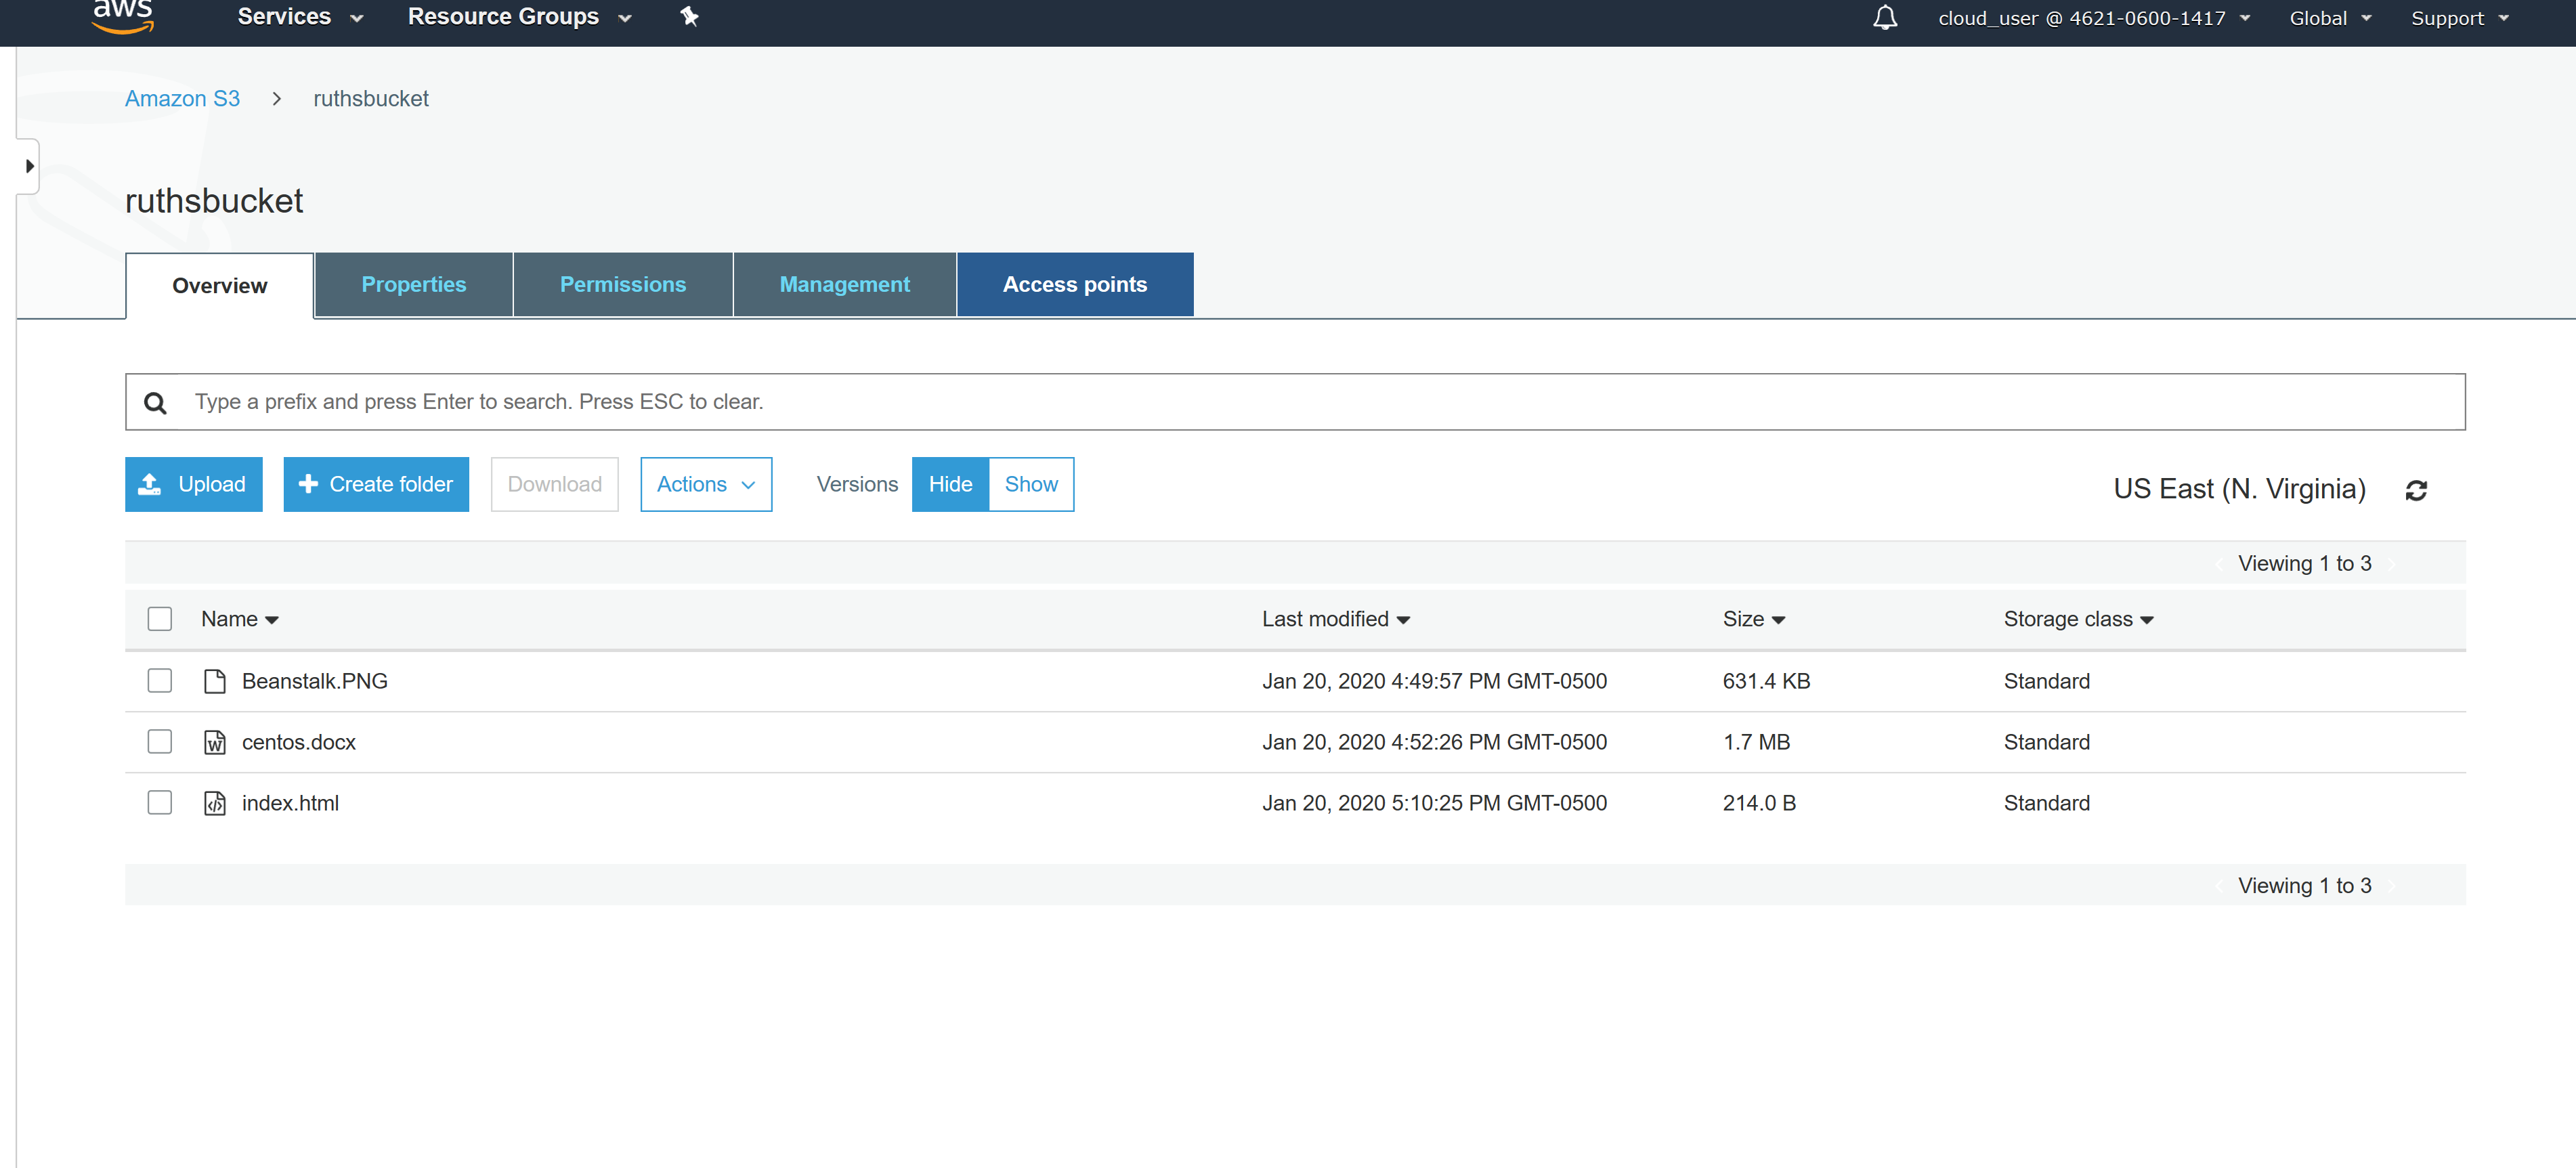 aws Services Resource Groups cloud_user @ 4621-0600-1417 Global Support
Amazon S3 > ruthsbucket
ruthsbucket
Overview Properties Permissions Management Access points
Type a prefix and press Enter to search. Press ESC to clear.
Upload Create folder Download Actions Versions Hide Show US East (N. Virginia)
Viewing 1 to 3
Name Last modified Size Storage class
Beanstalk.PNG Jan 20, 2020 4:49:57 PM GMT-0500 631.4 KB Standard
centos.docx Jan 20, 2020 4:52:26 PM GMT-0500 1.7 MB Standard
index.html Jan 20, 2020 5:10:25 PM GMT-0500 214.0 B Standard
Viewing 1 to 3